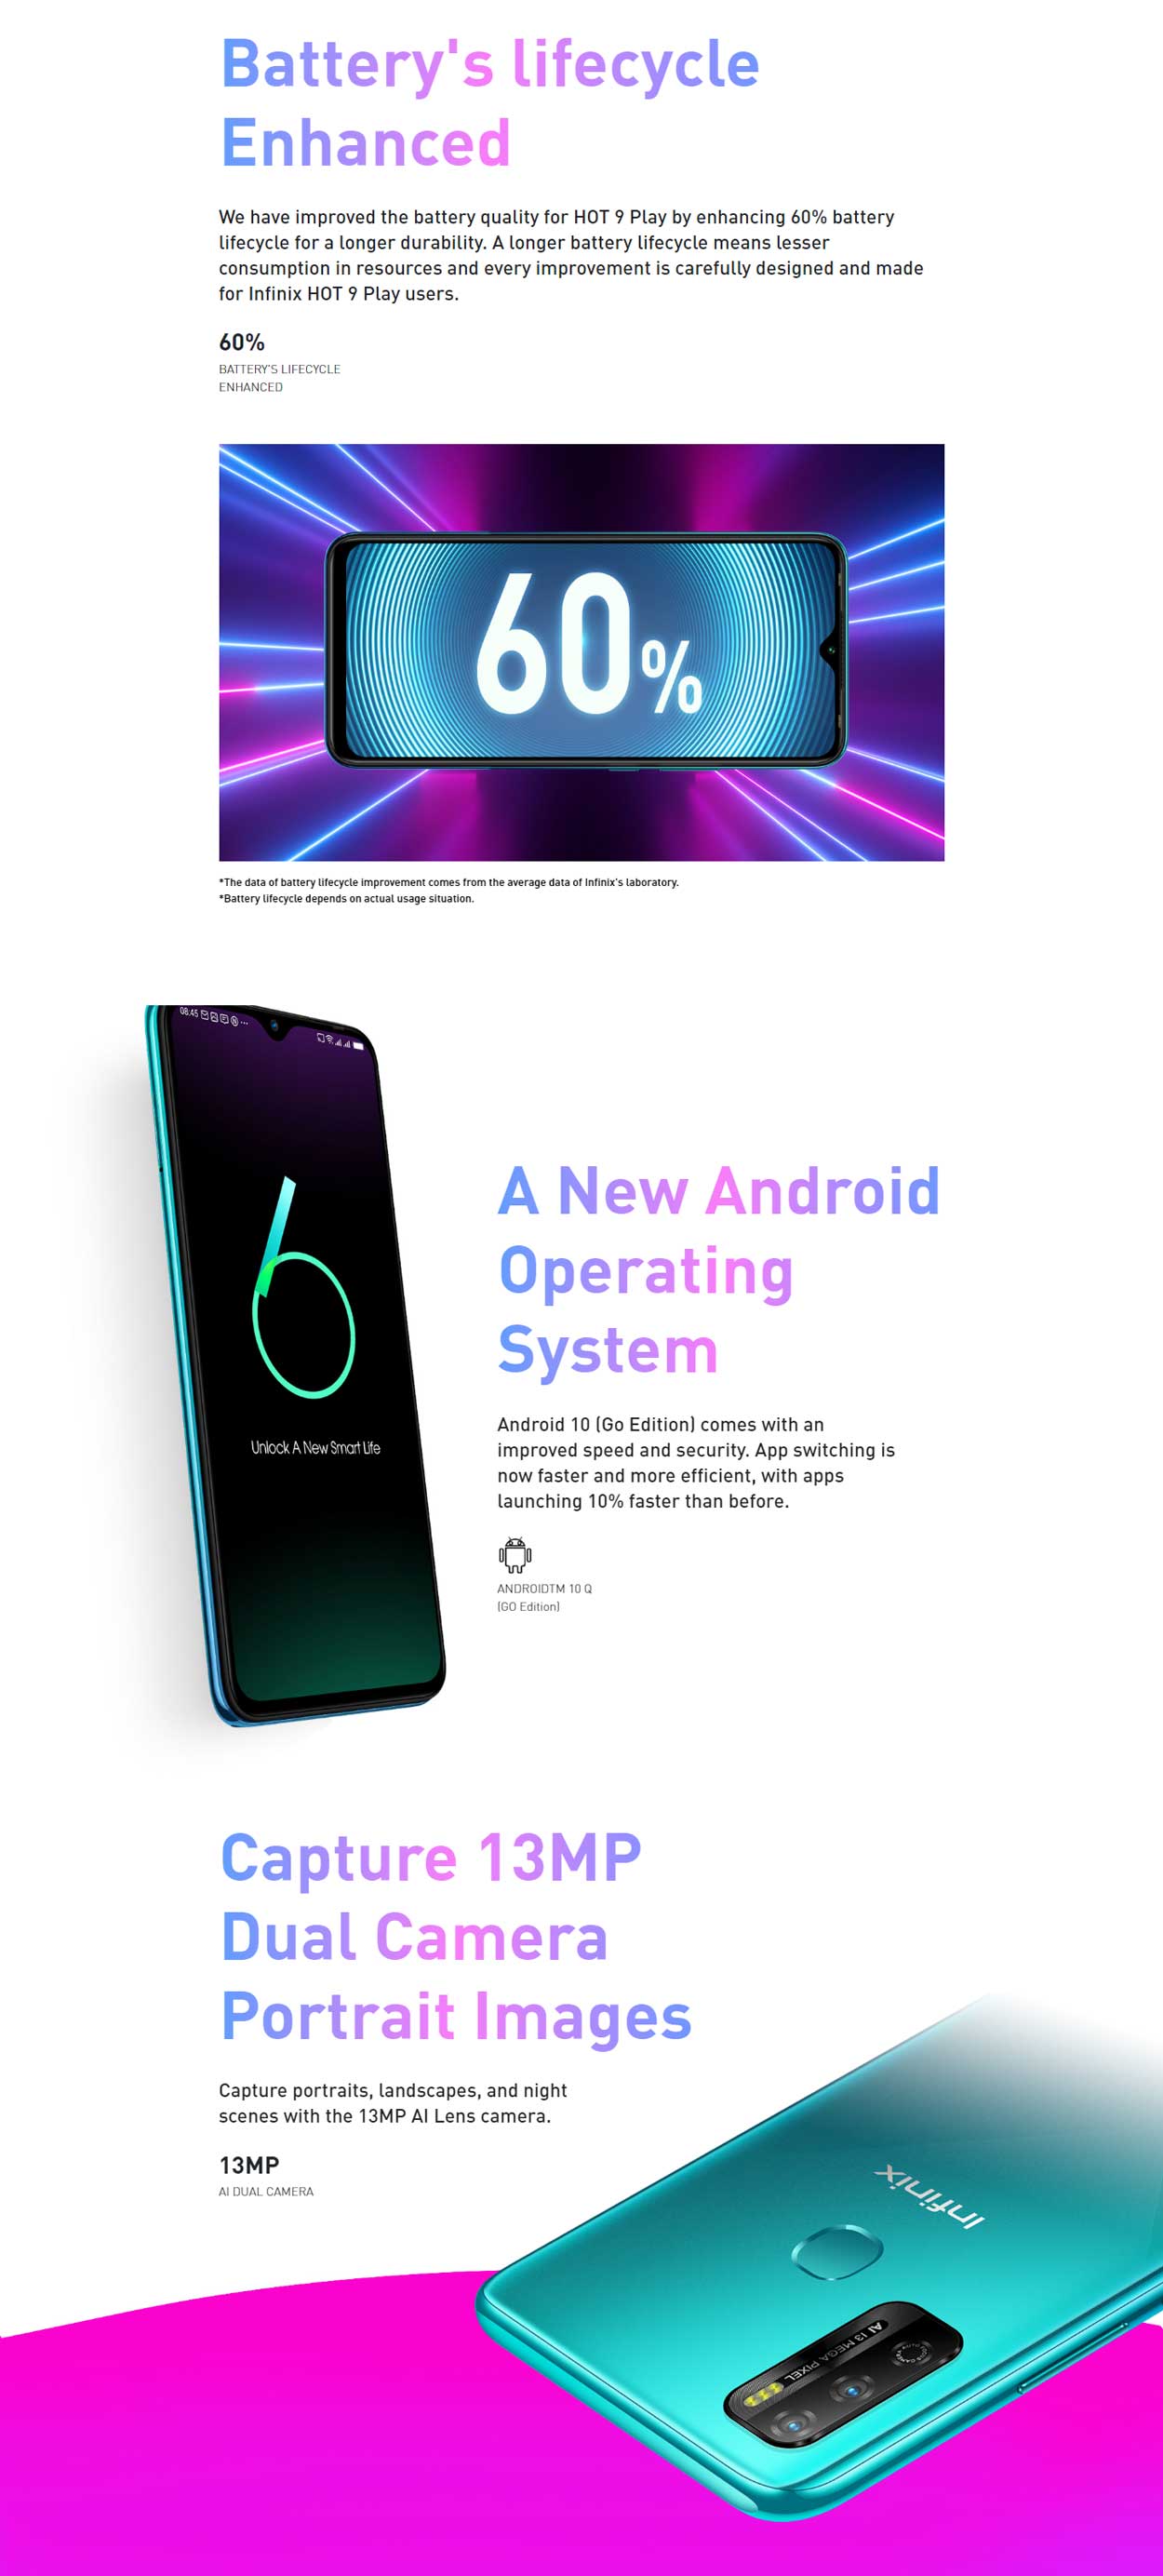 Battery's lifecycle
Enhanced
We have improved the battery quality for HOT 9 Play by enhancing 60% battery
lifecycle for a longer durability. A longer battery lifecycle means lesser
consumption in resources and every improvement is carefully designed and made
for Infinix HOT 9 Play users.
60%
BATTERY'S LIFECYCLE
ENHANCED
60%
*The data of battery lifecycle improvement comes from the average data of Infinix's laboratory.
*Battery lifecycle depends on actual usage situation.
08:45
6
Unlock A New Smart Life
A New Android
Operating
System
Android 10 (Go Edition) comes with an
improved speed and security. App switching is
now faster and more efficient, with apps
launching 10% faster than before.
ANDROIDTM 10 Q
(GO Edition)
Capture 13MP
Dual Camera
Portrait Images
Capture portraits, landscapes, and night
scenes with the 13MP AI Lens camera.
13MP
AI DUAL CAMERA
Infinix
AI 13 MEGA PIXEL